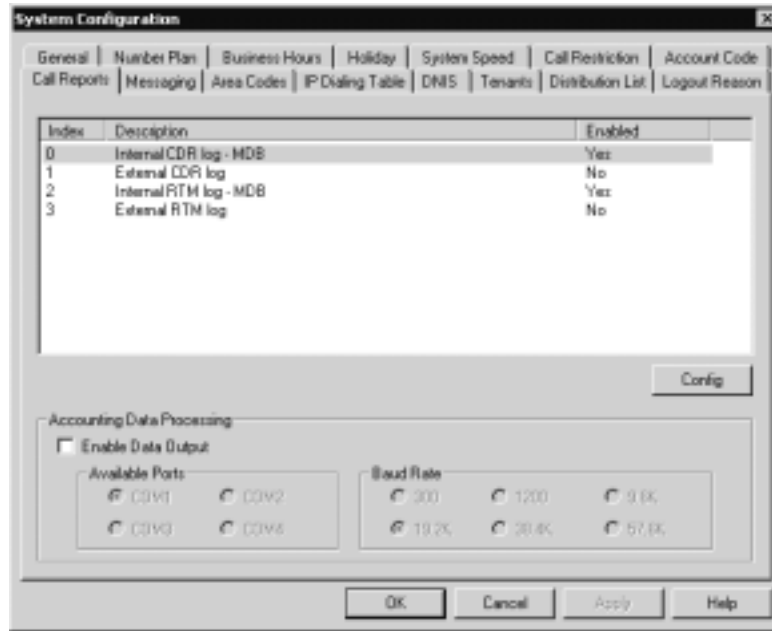 System Configuration
General Number Plan Business Hours Holiday System Speed Call Restriction Account Code
Call Reports Messaging Area Codes IP Dialing Table DNIS Tenants Distribution List Logout Reason
Index Description Enabled
0 Internal CDR log - MDB Yes
1 External CDR log No
2 Internal RTM log - MDB Yes
3 External RTM log No
Config
Accounting Data Processing
Enable Data Output
Available Ports
COM1 COM2
COM3 COM4
Baud Rate
300 1200 9.6K
19.2K 38.4K 57.6K
OK Cancel Apply Help